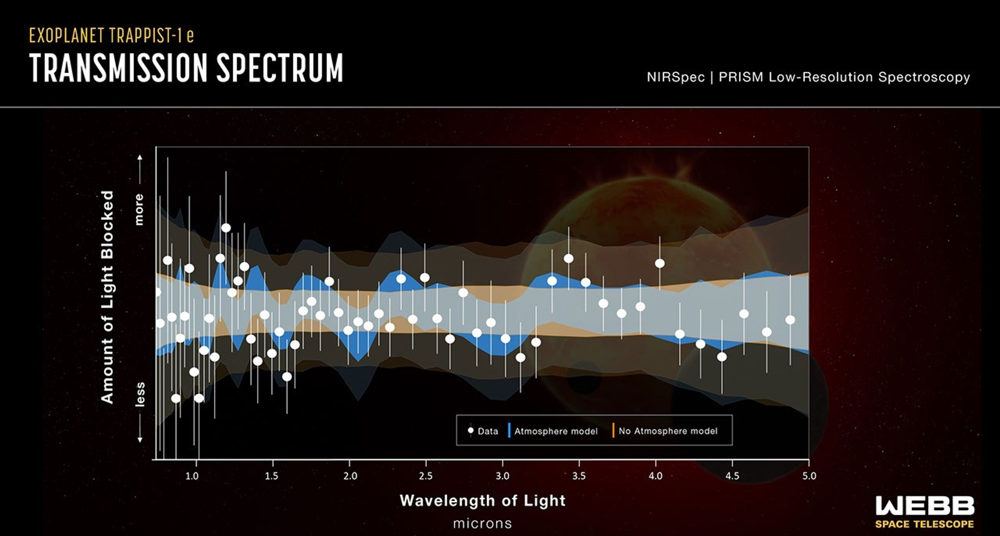 EXOPLANET TRAPPIST-1 e
TRANSMISSION SPECTRUM
NIRSpec | PRISM Low-Resolution Spectroscopy
Amount of Light Blocked
more
less
Data
Atmosphere model
No Atmosphere model
1.0
1.5
2.0
2.5
3.0
3.5
4.0
4.5
5.0
Wavelength of Light
microns
WEBB
SPACE TELESCOPE